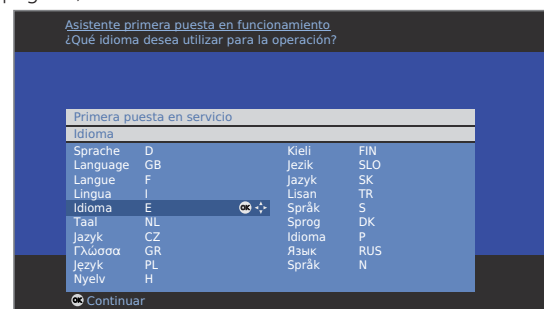 Asistente primera puesta en funcionamiento
¿Qué idioma desea utilizar para la operación?
Primera puesta en servicio
Idioma
Sprache D Kieli FIN
Language GB Jezik SLO
Langue F Jazyk SK
Lingua I Lisan TR
Idioma E OK Språk S
Taal NL Sprog DK
Jazyk CZ Idioma P
Γλώσσα GR Язык RUS
Język PL Språk N
Nyelv H
OK Continuar